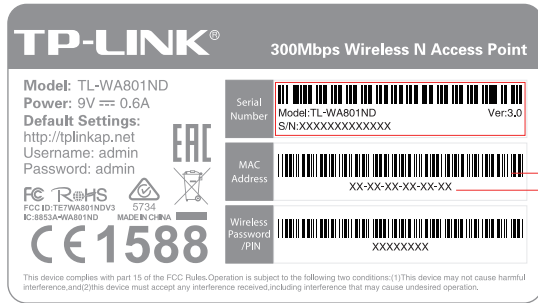 TP-LINK®
300Mbps Wireless N Access Point
Model: TL-WA801ND
Power: 9V ⎓ 0.6A
Default Settings:
http://tplinkap.net
Username: admin
Password: admin
EAC
FC RoHS
FCC ID:TE7WA801NDV3
IC:8853A-WA801ND
5734
MADE IN CHINA
CE1588
Serial
Number
Model:TL-WA801ND Ver:3.0
S/N:XXXXXXXXXXXXX
MAC
Address
XX-XX-XX-XX-XX-XX
Wireless
Password
/PIN
XXXXXXXX
This device complies with part 15 of the FCC Rules.Operation is subject to the following two conditions:(1)This device may not cause harmful
interference,and(2)this device must accept any interference received,including interference that may cause undesired operation.